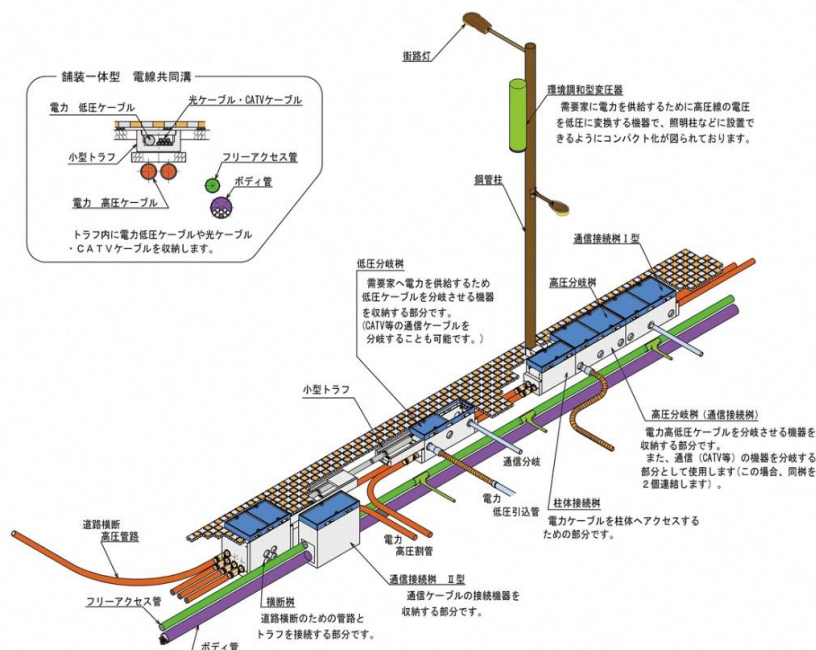 舗装一体型 電線共同溝
電力 低圧ケーブル
光ケーブル・CATVケーブル
小型トラフ
フリーアクセス管
ボディ管
電力 高圧ケーブル
トラフ内に電力低圧ケーブルや光ケーブル
・CATVケーブルを収納します。
街路灯
環境調和型変圧器
需要家に電力を供給するために高圧線の電圧
を低圧に変換する機器で、照明柱などに設置で
きるようにコンパクト化が図られております。
鋼管柱
通信接続桝Ⅰ型
高圧分岐桝
低圧分岐桝
需要家へ電力を供給するため
低圧ケーブルを分岐させる機器
を収納する部分です。
(CATV等の通信ケーブルを
分岐することも可能です。)
小型トラフ
高圧分岐桝(通信接続桝)
電力高低圧ケーブルを分岐させる機器を
収納する部分です。
また、通信(CATV等)の機器を分岐する
部分として使用します(この場合、同桝を
2個連結します)。
通信分岐
電力
低圧引込管
柱体接続桝
電力ケーブルを柱体へアクセスする
ための部分です。
電力
高圧割管
道路横断
高圧管路
通信接続桝 Ⅱ型
通信ケーブルの接続機器を
収納する部分です。
フリーアクセス管
横断桝
道路横断のための管路と
トラフを接続する部分です。
ボディ管